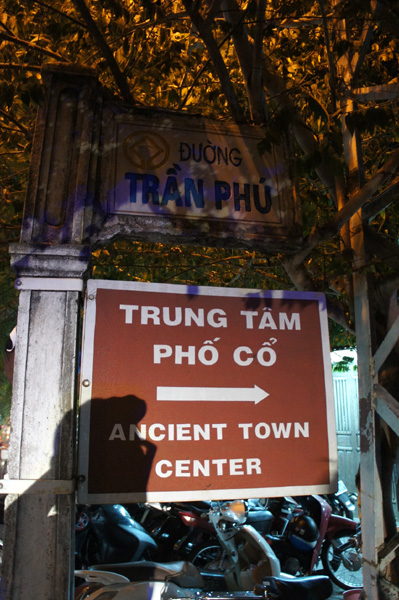 ĐƯỜNG
TRẦN PHÚ
TRUNG TÂM
PHỐ CỔ
ANCIENT TOWN
CENTER